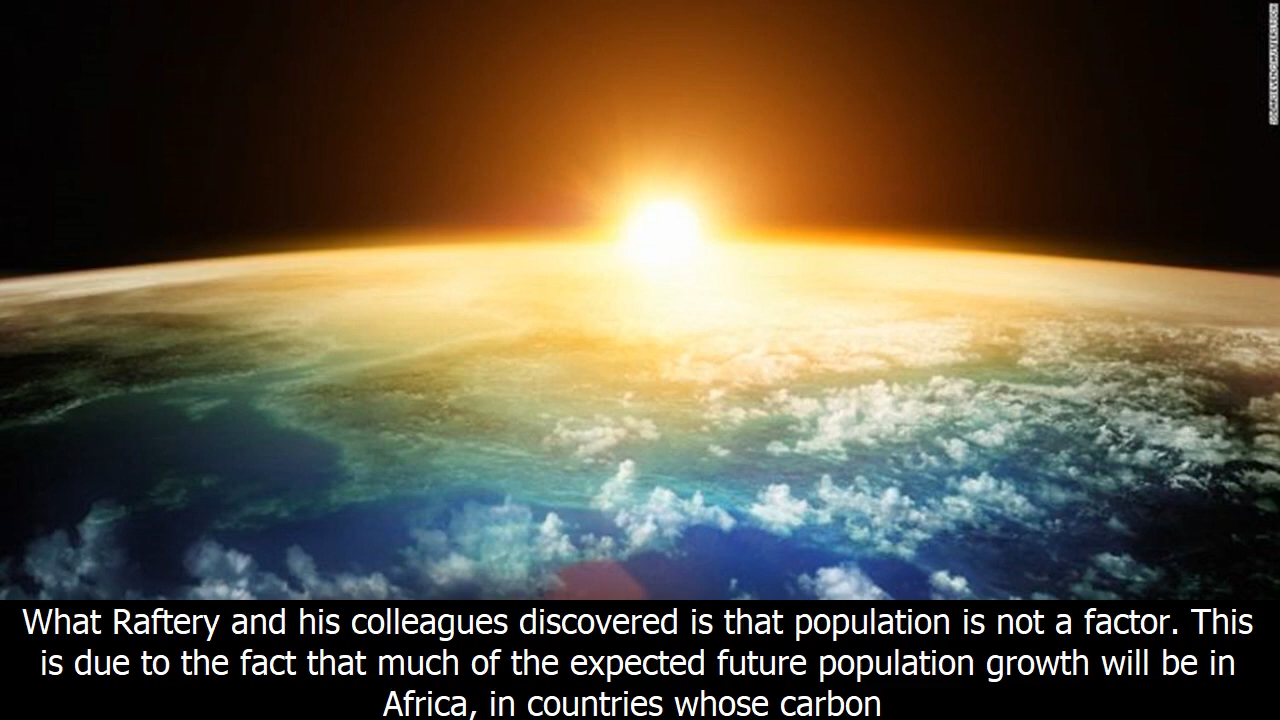 What Raftery and his colleagues discovered is that population is not a factor. This
is due to the fact that much of the expected future population growth will be in
Africa, in countries whose carbon